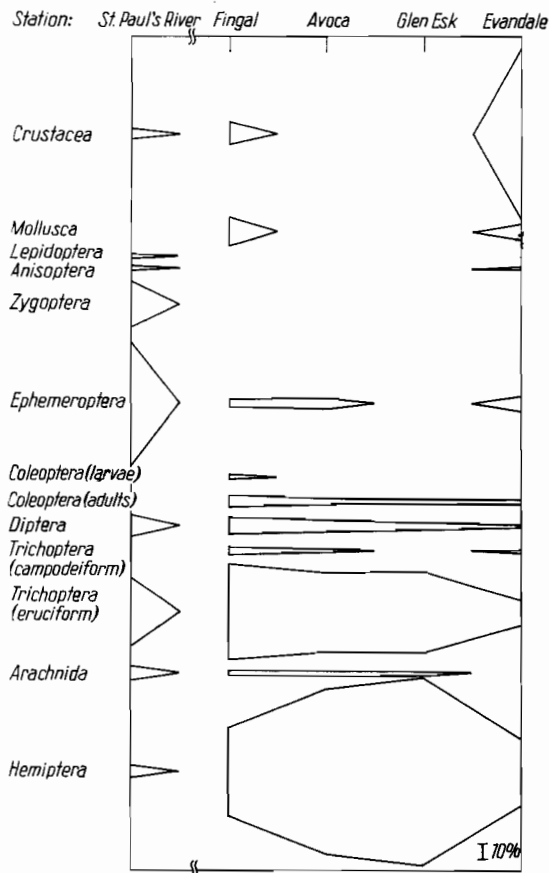 Station: St. Paul's River Fingal Avoca Glen Esk Evandale
Crustacea
Mollusca
Lepidoptera
Anisoptera
Zygoptera
Ephemeroptera
Coleoptera (larvae)
Coleoptera (adults)
Diptera
Trichoptera
(campodeiform)
Trichoptera
(eruciform)
Arachnida
Hemiptera
10%